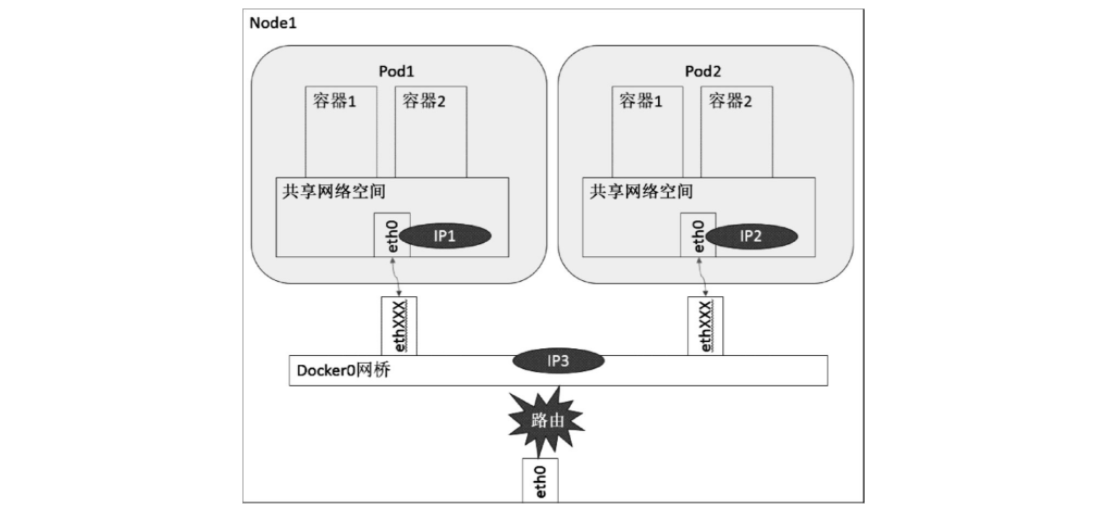 Node1
Pod1
容器1
容器2
共享网络空间
eth0
IP1
Pod2
容器1
容器2
共享网络空间
eth0
IP2
ethXXX
ethXXX
IP3
Docker0网桥
路由
eth0